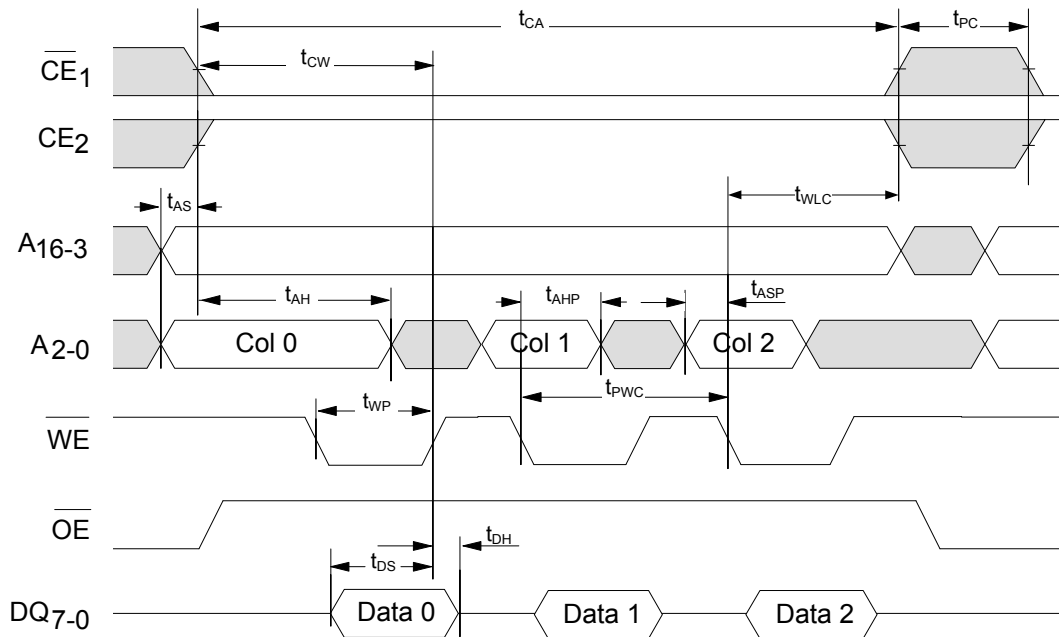 tCA
tPC
CE1
tCW
CE2
tWLC
tAS
A16-3
tAH
tAHP
tASP
A2-0
Col 0
Col 1
Col 2
tWP
tPWC
WE
OE
tDS
tDH
DQ7-0
Data 0
Data 1
Data 2